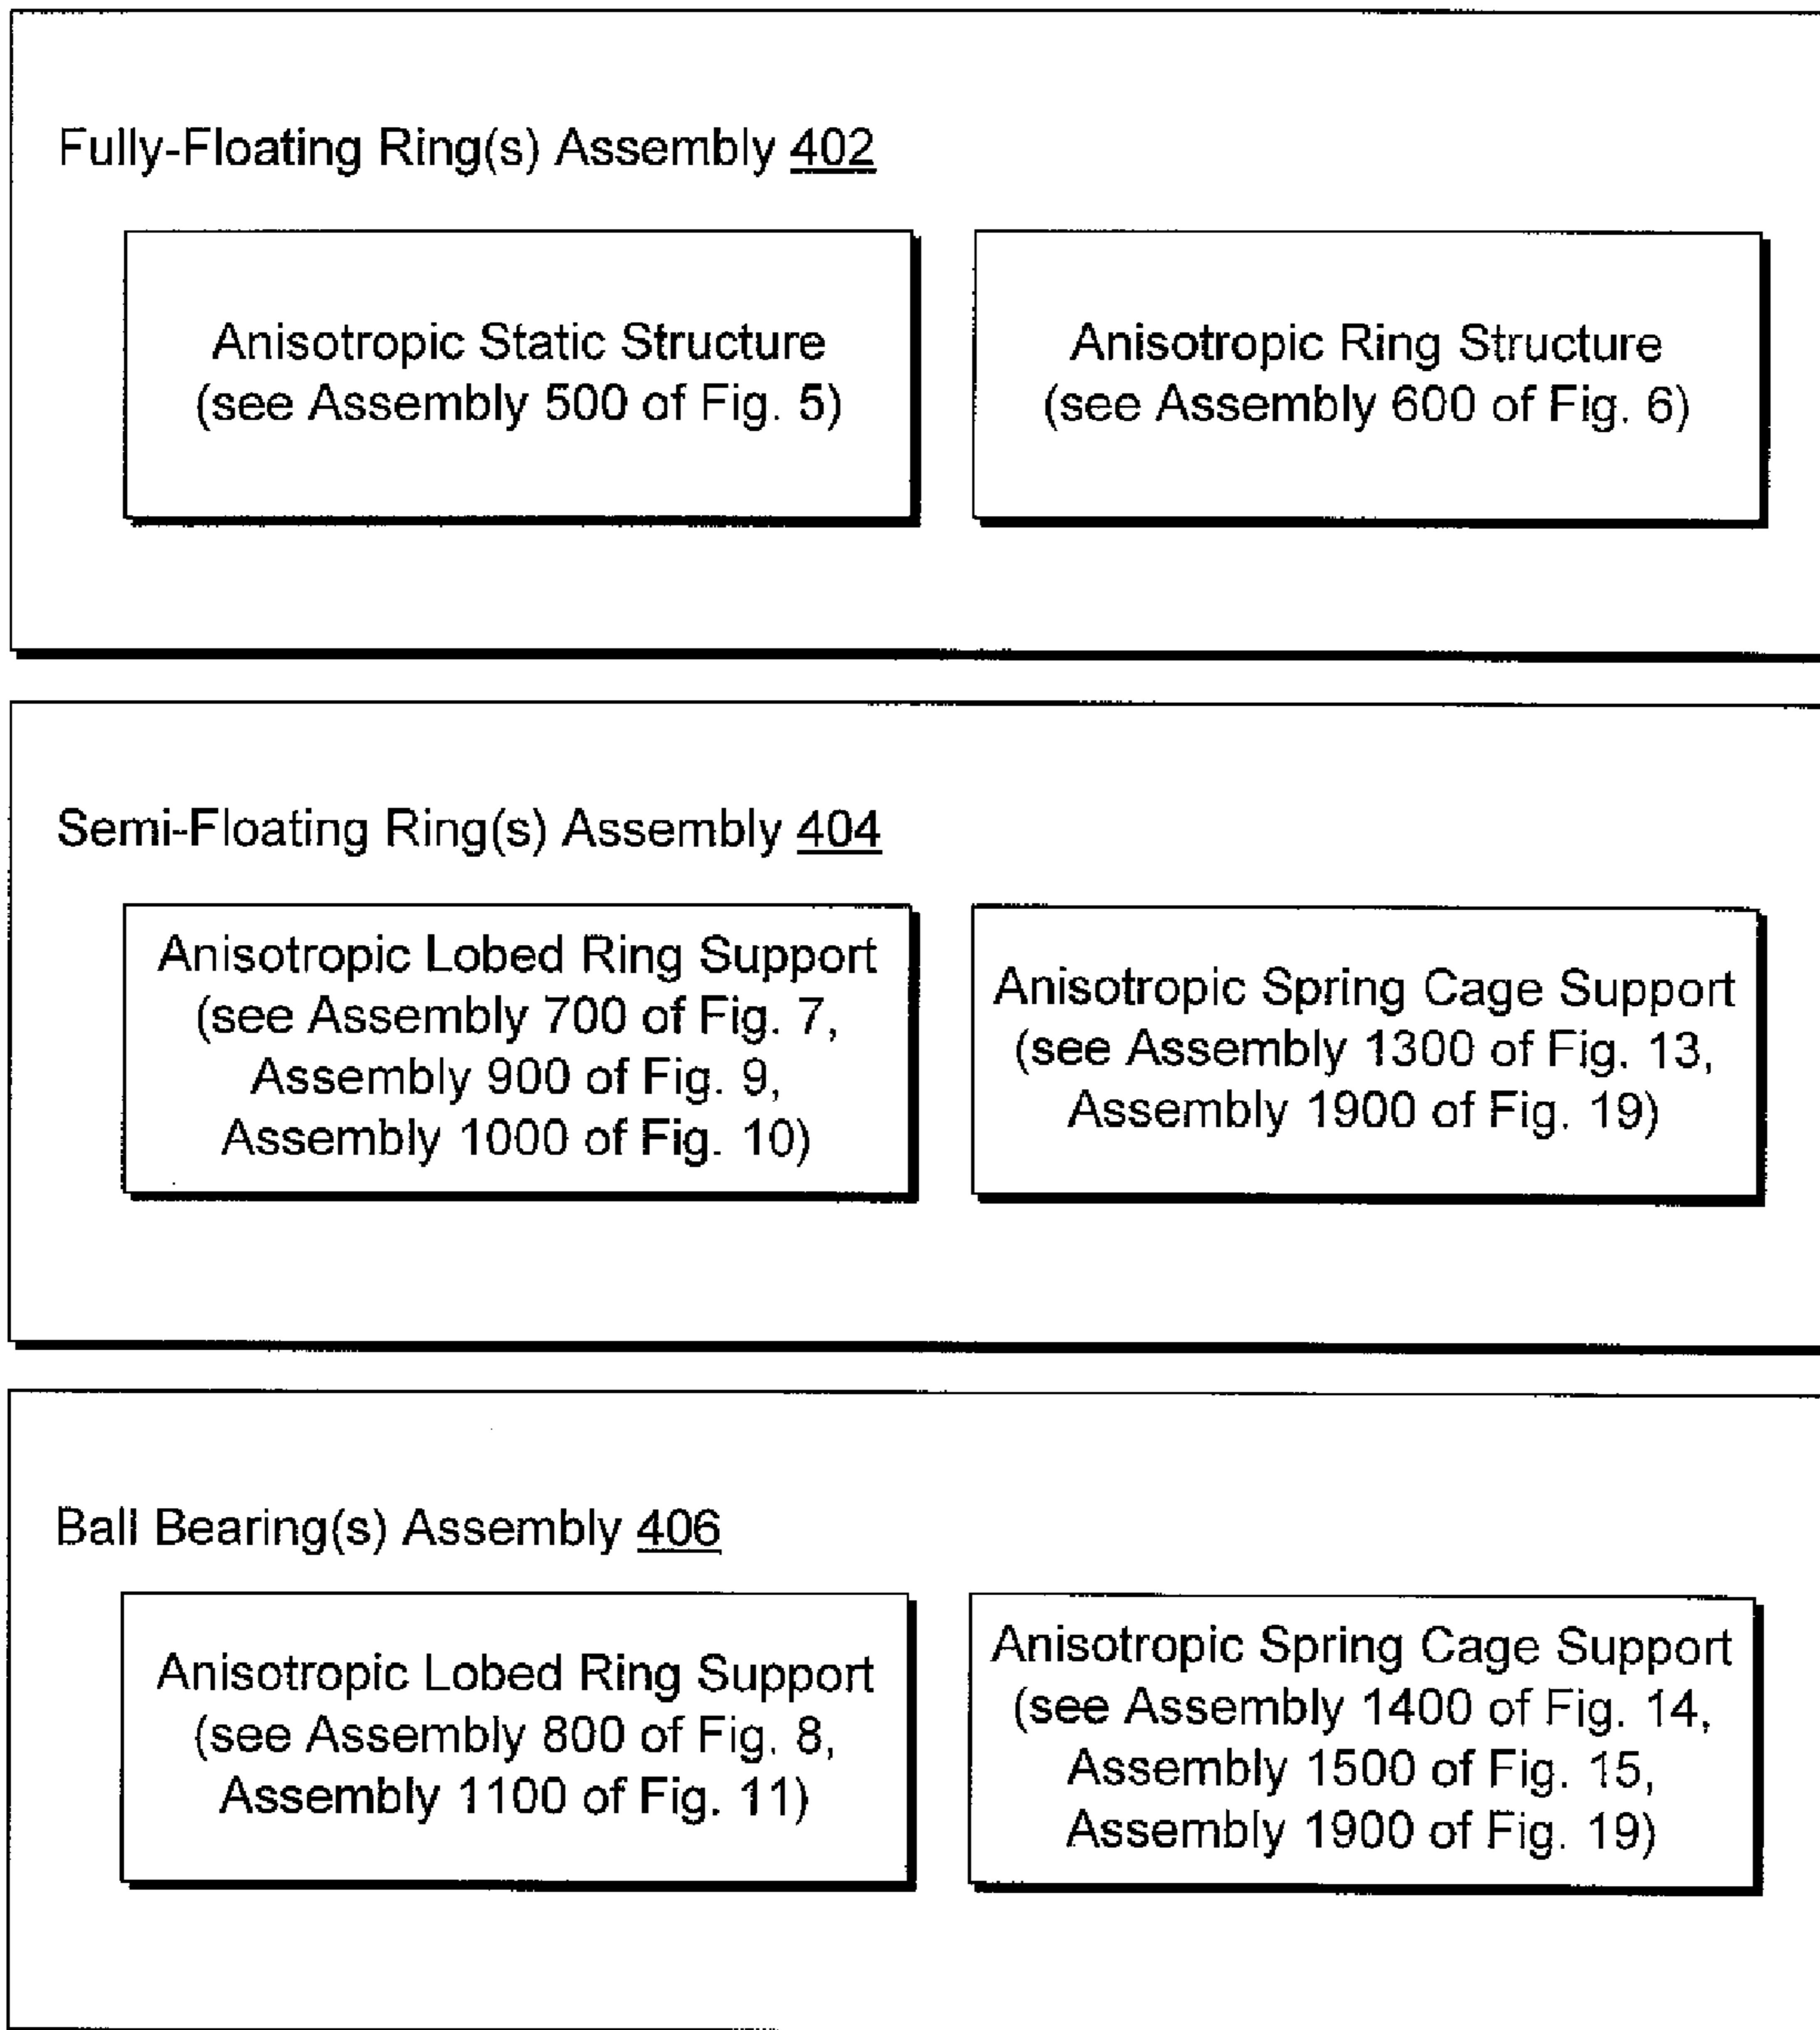 Fully-Floating Ring(s) Assembly 402
Anisotropic Static Structure
(see Assembly 500 of Fig. 5)
Anisotropic Ring Structure
(see Assembly 600 of Fig. 6)
Semi-Floating Ring(s) Assembly 404
Anisotropic Lobed Ring Support
(see Assembly 700 of Fig. 7,
Assembly 900 of Fig. 9,
Assembly 1000 of Fig. 10)
Anisotropic Spring Cage Support
(see Assembly 1300 of Fig. 13,
Assembly 1900 of Fig. 19)
Ball Bearing(s) Assembly 406
Anisotropic Lobed Ring Support
(see Assembly 800 of Fig. 8,
Assembly 1100 of Fig. 11)
Anisotropic Spring Cage Support
(see Assembly 1400 of Fig. 14,
Assembly 1500 of Fig. 15,
Assembly 1900 of Fig. 19)